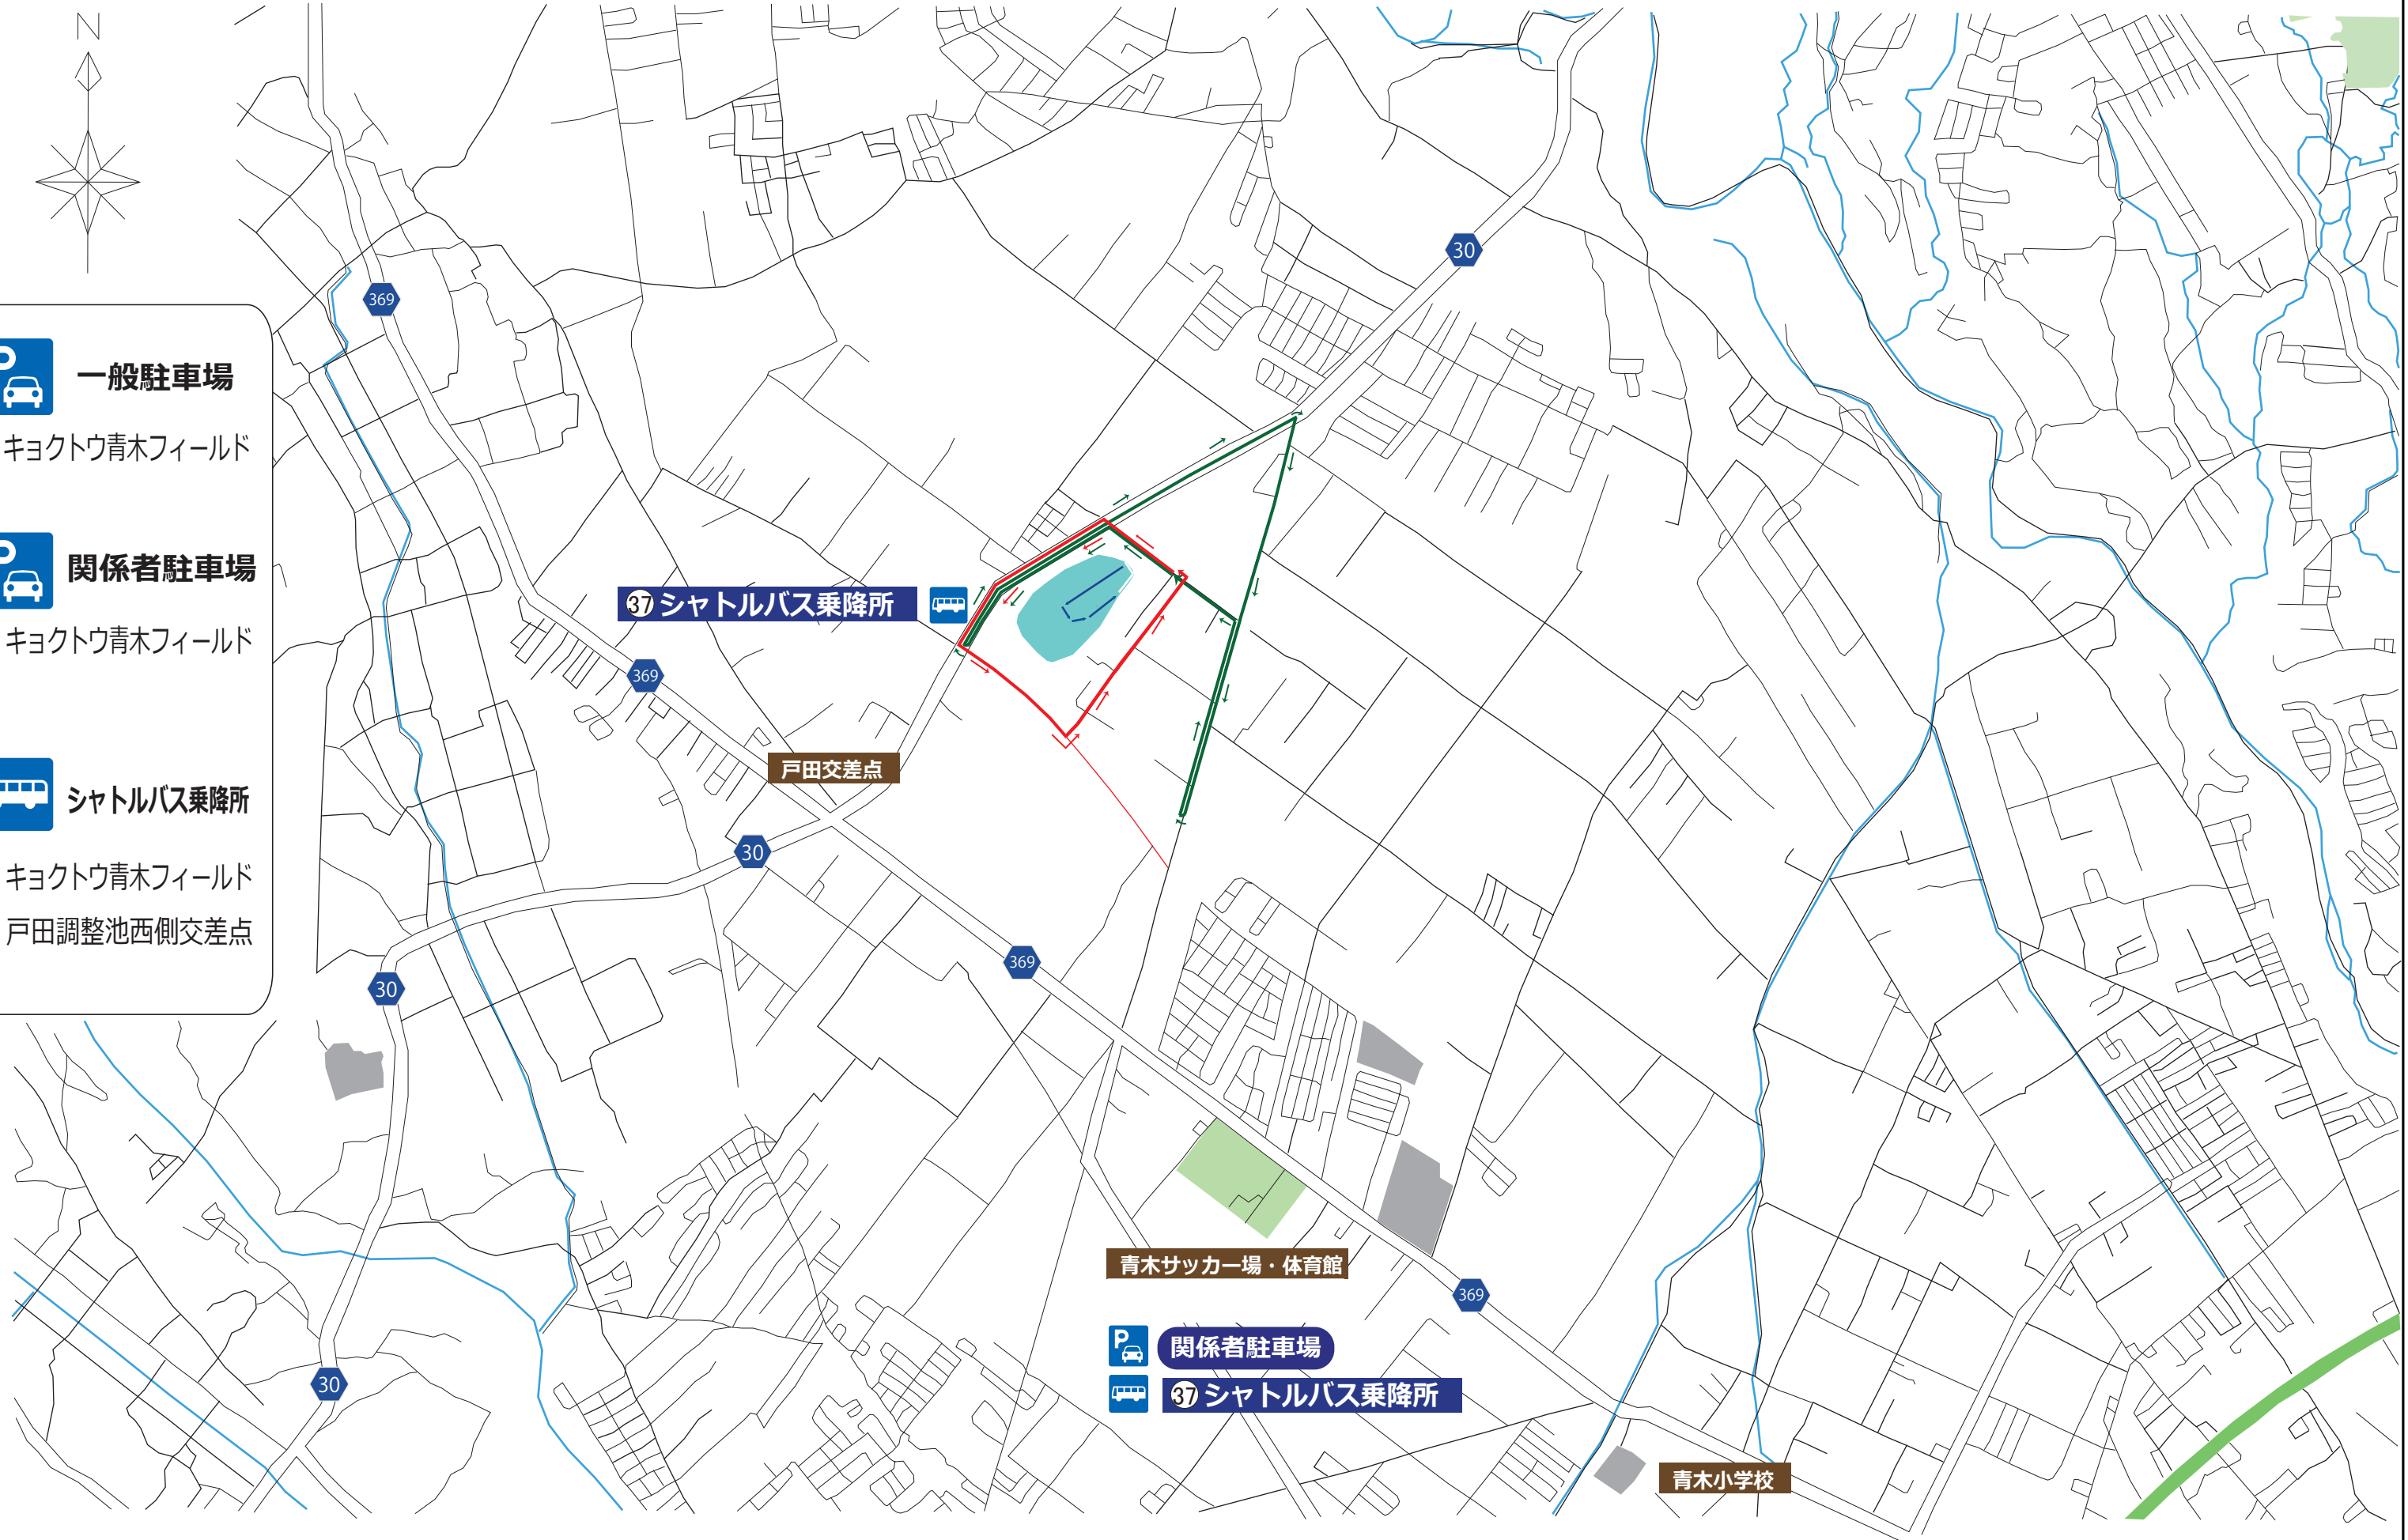 N
一般駐車場
キョクトウ青木フィールド
関係者駐車場
キョクトウ青木フィールド
シャトルバス乗降所
キョクトウ青木フィールド
戸田調整池西側交差点
30
369
㊲シャトルバス乗降所
369
戸田交差点
30
369
30
青木サッカー場・体育館
369
P
関係者駐車場
㊲シャトルバス乗降所
30
青木小学校